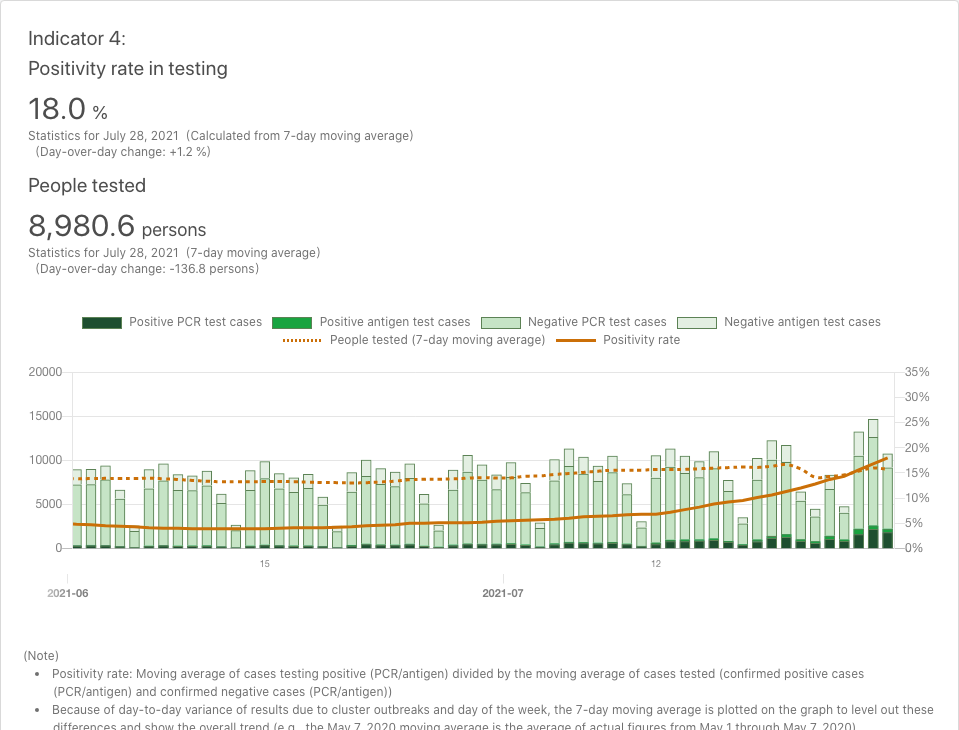 Indicator 4:
Positivity rate in testing
18.0 %
Statistics for July 28, 2021 (Calculated from 7-day moving average)
(Day-over-day change: +1.2 %)
People tested
8,980.6 persons
Statistics for July 28, 2021 (7-day moving average)
(Day-over-day change: -136.8 persons)
Positive PCR test cases Positive antigen test cases Negative PCR test cases Negative antigen test cases
People tested (7-day moving average) Positivity rate
20000 35%
30%
15000 25%
20%
10000 15%
5000 10%
5%
0 0%
15 12
2021-06 2021-07
(Note)
• Positivity rate: Moving average of cases testing positive (PCR/antigen) divided by the moving average of cases tested (confirmed positive cases
(PCR/antigen) and confirmed negative cases (PCR/antigen))
• Because of day-to-day variance of results due to cluster outbreaks and day of the week, the 7-day moving average is plotted on the graph to level out these
differences and show the overall trend (e.g., the May 7, 2020 moving average is the average of actual figures from May 1 through May 7, 2020)